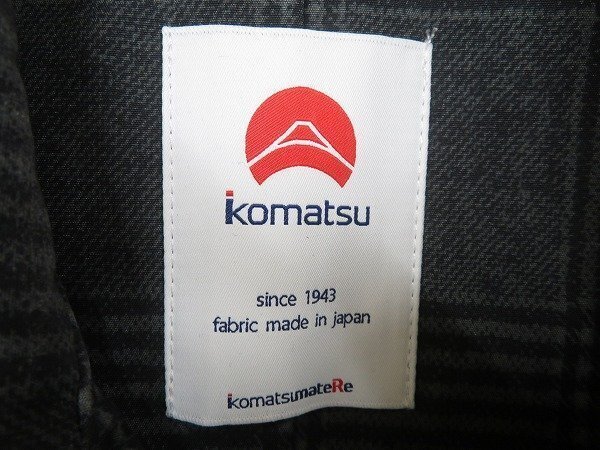 komatsu
since 1943
fabric made in japan
komatsumateRe